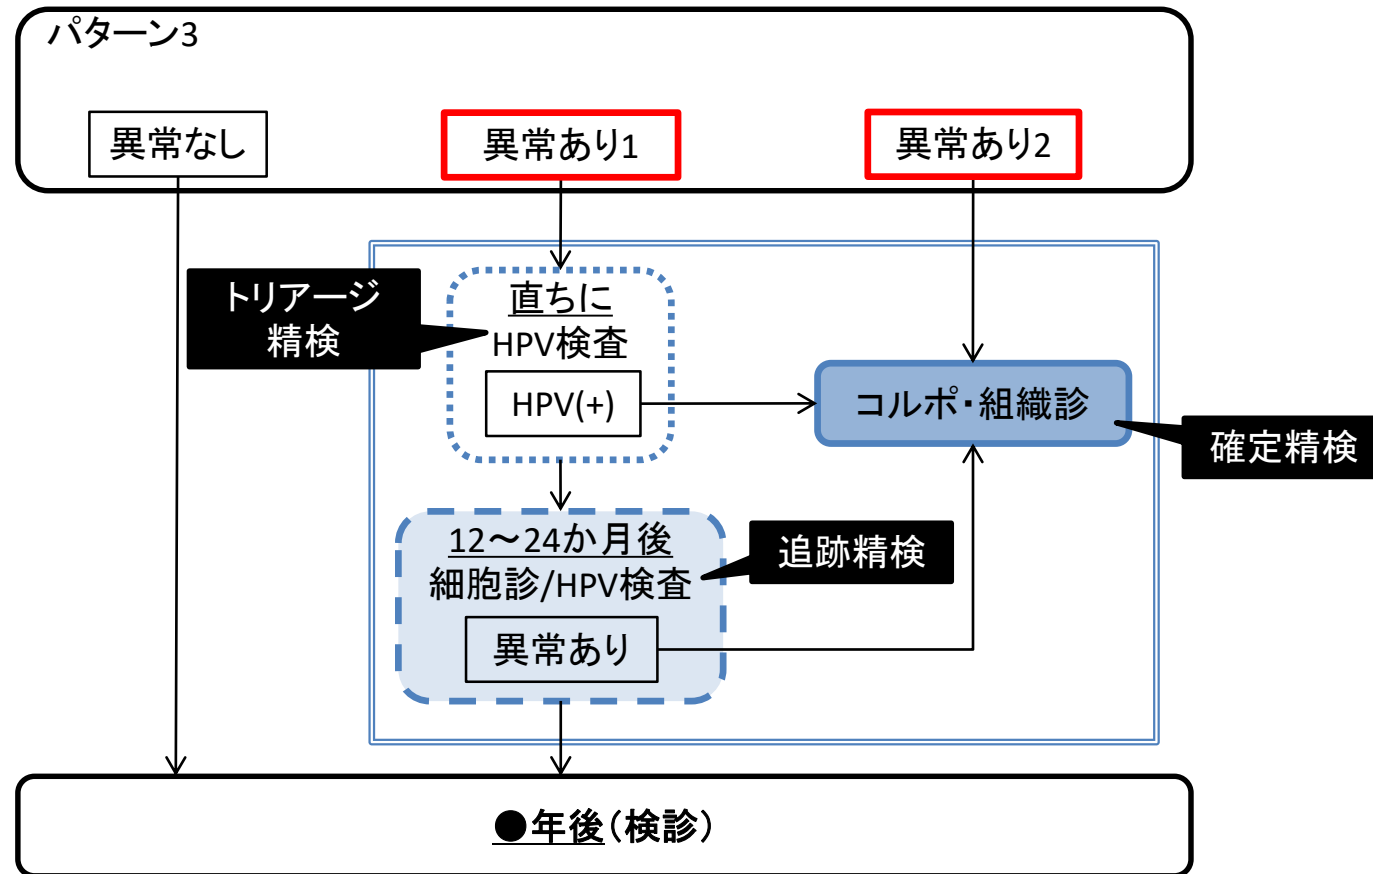 パターン3
異常なし
異常あり1
異常あり2
トリアージ
精検
直ちに
HPV検査
HPV(+)
コルポ・組織診
確定精検
12～24か月後
細胞診/HPV検査
異常あり
追跡精検
●年後（検診）